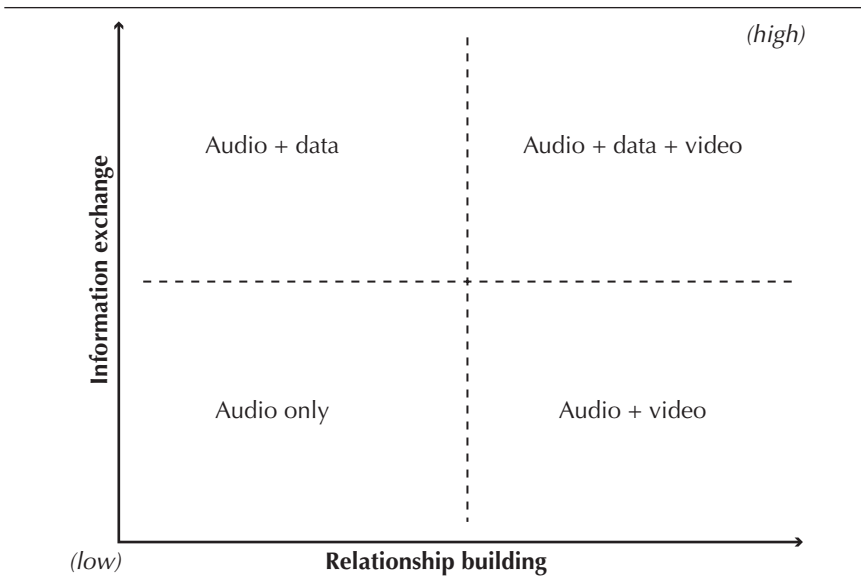 (high)
Audio + data
Audio + data + video
Information exchange
Audio only
Audio + video
(low)
Relationship building